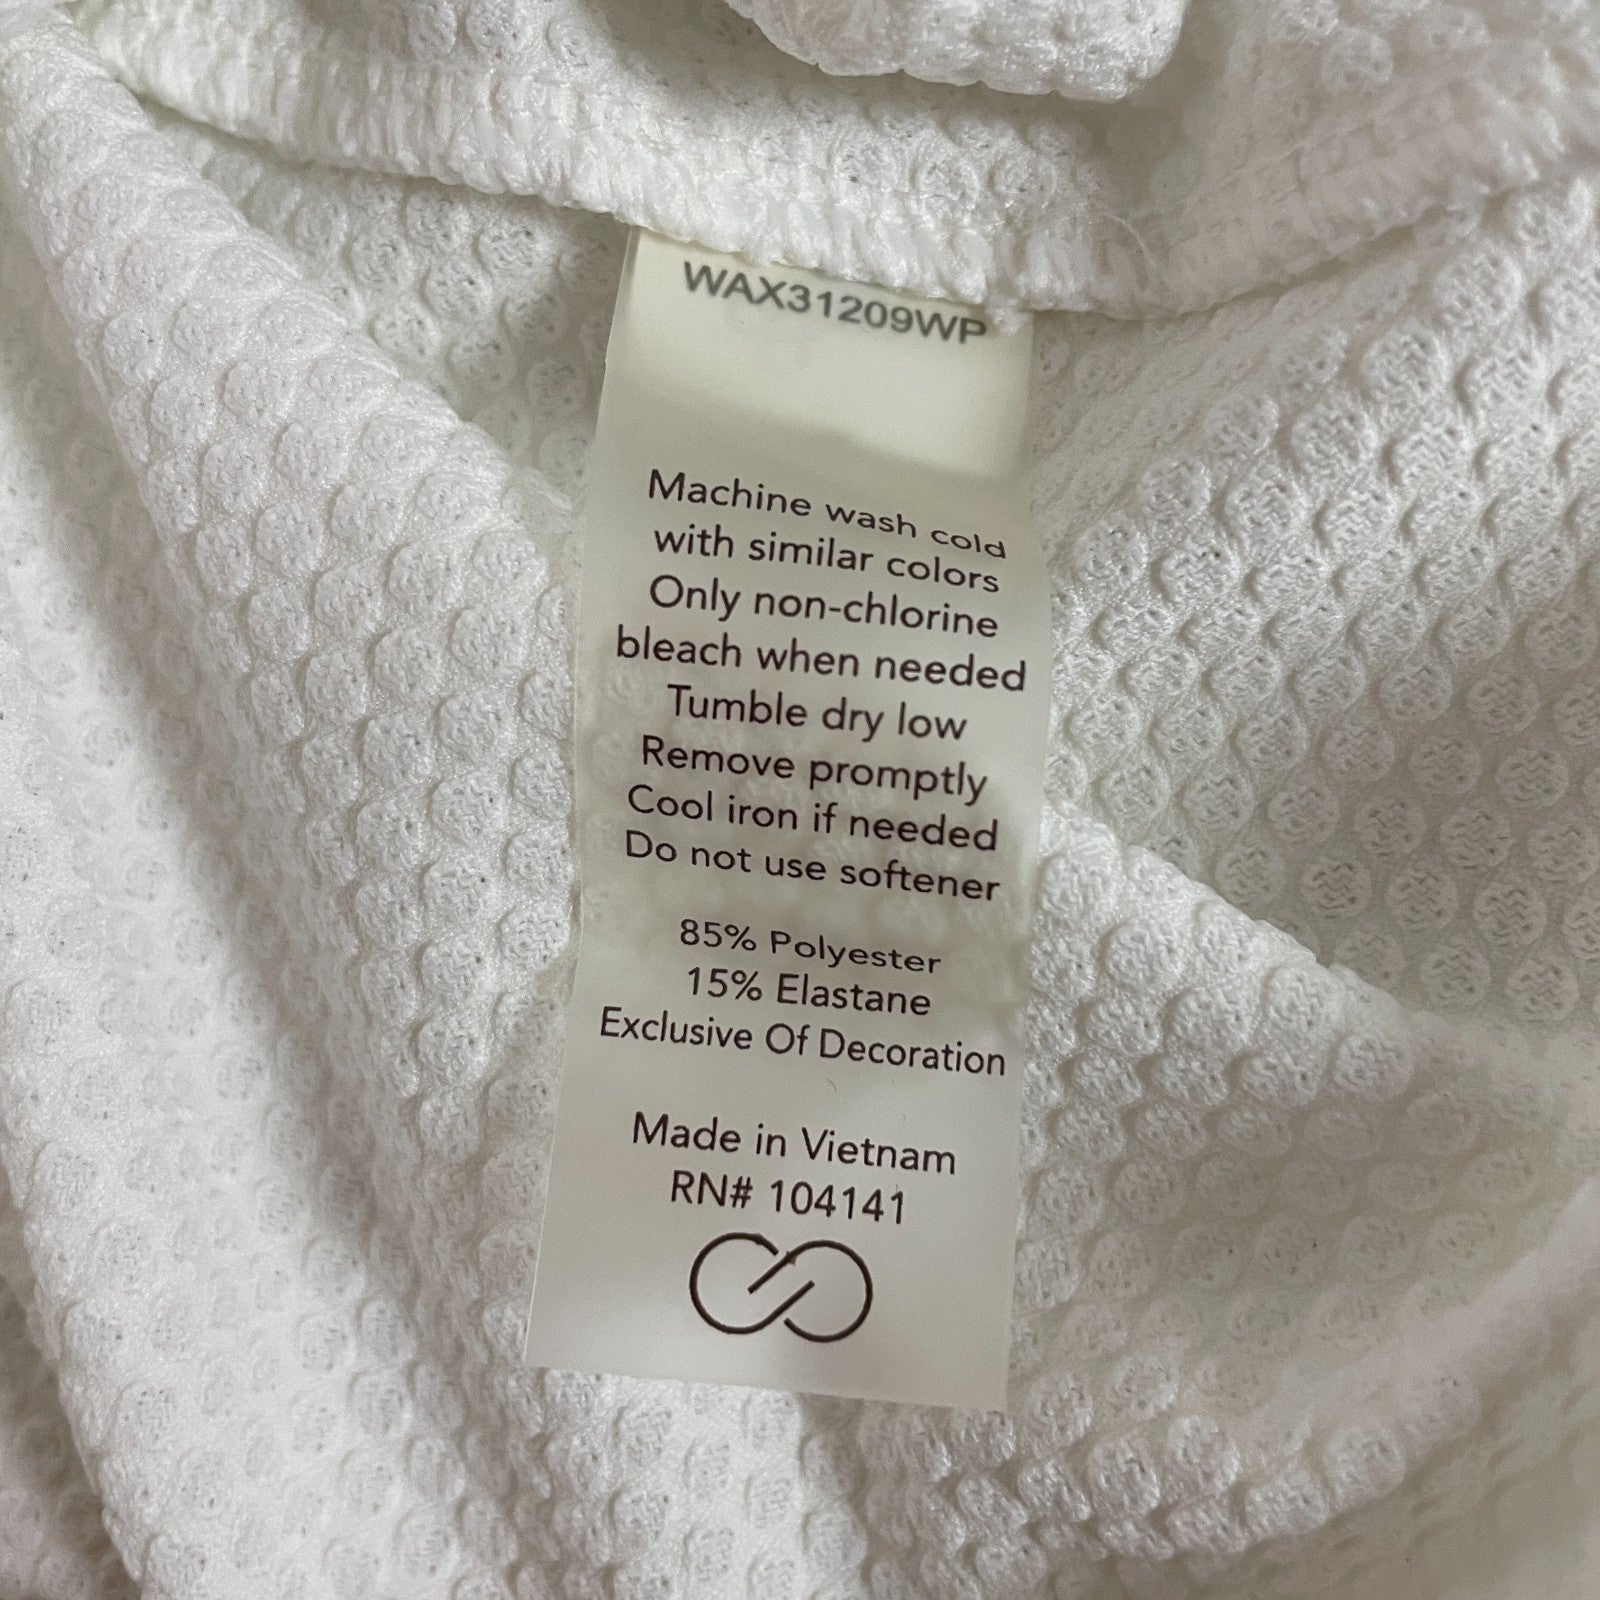 WAX31209WP
Machine wash cold
with similar colors
Only non-chlorine
bleach when needed
Tumble dry low
Remove promptly
Cool iron if needed
Do not use softener
85% Polyester
15% Elastane
Exclusive Of Decoration
Made in Vietnam
RN# 104141